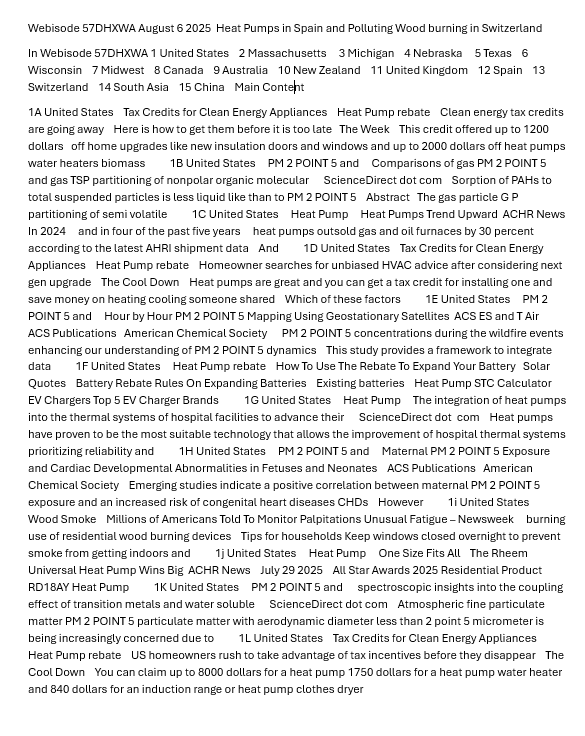 Webisode 57DHXWA August 6 2025  Heat Pumps in Spain and Polluting Wood burning in Switzerland
In Webisode 57DHXWA 1 United States   2 Massachusetts    3 Michigan   4 Nebraska    5 Texas   6
Wisconsin   7 Midwest   8 Canada   9 Australia   10 New Zealand   11 United Kingdom   12 Spain   13
Switzerland   14 South Asia   15 China   Main Content
1A United States   Tax Credits for Clean Energy Appliances   Heat Pump rebate   Clean energy tax credits
are going away   Here is how to get them before it is too late  The Week   This credit offered up to 1200
dollars  off home upgrades like new insulation doors and windows and up to 2000 dollars off heat pumps
water heaters biomass        1B United States    PM 2 POINT 5 and    Comparisons of gas PM 2 POINT 5
and gas TSP partitioning of nonpolar organic molecular    ScienceDirect dot com   Sorption of PAHs to
total suspended particles is less liquid like than to PM 2 POINT 5   Abstract  The gas particle G P
partitioning of semi volatile        1C United States    Heat Pump    Heat Pumps Trend Upward  ACHR News
In 2024    and in four of the past five years    heat pumps outsold gas and oil furnaces by 30 percent
according to the latest AHRI shipment data   And        1D United States   Tax Credits for Clean Energy
Appliances   Heat Pump rebate   Homeowner searches for unbiased HVAC advice after considering next
gen upgrade   The Cool Down   Heat pumps are great and you can get a tax credit for installing one and
save money on heating cooling someone shared   Which of these factors        1E United States    PM 2
POINT 5 and    Hour by Hour PM 2 POINT 5 Mapping Using Geostationary Satellites  ACS ES and T Air
ACS Publications   American Chemical Society     PM 2 POINT 5 concentrations during the wildfire events
enhancing our understanding of PM 2 POINT 5 dynamics   This study provides a framework to integrate
data        1F United States    Heat Pump rebate   How To Use The Rebate To Expand Your Battery   Solar
Quotes   Battery Rebate Rules On Expanding Batteries   Existing batteries   Heat Pump STC Calculator
EV Chargers Top 5 EV Charger Brands        1G United States    Heat Pump    The integration of heat pumps
into the thermal systems of hospital facilities to advance their     ScienceDirect dot  com   Heat pumps
have proven to be the most suitable technology that allows the improvement of hospital thermal systems
prioritizing reliability and        1H United States    PM 2 POINT 5 and    Maternal PM 2 POINT 5 Exposure
and Cardiac Developmental Abnormalities in Fetuses and Neonates   ACS Publications   American
Chemical Society   Emerging studies indicate a positive correlation between maternal PM 2 POINT 5
exposure and an increased risk of congenital heart diseases CHDs   However        1i United States
Wood Smoke   Millions of Americans Told To Monitor Palpitations Unusual Fatigue – Newsweek    burning
use of residential wood burning devices   Tips for households Keep windows closed overnight to prevent
smoke from getting indoors and        1j United States    Heat Pump    One Size Fits All   The Rheem
Universal Heat Pump Wins Big  ACHR News   July 29 2025   All Star Awards 2025 Residential Product
RD18AY Heat Pump        1K United States    PM 2 POINT 5 and     spectroscopic insights into the coupling
effect of transition metals and water soluble     ScienceDirect dot com   Atmospheric fine particulate
matter PM 2 POINT 5 particulate matter with aerodynamic diameter less than 2 point 5 micrometer is
being increasingly concerned due to        1L United States   Tax Credits for Clean Energy Appliances
Heat Pump rebate   US homeowners rush to take advantage of tax incentives before they disappear   The
Cool Down   You can claim up to 8000 dollars for a heat pump 1750 dollars for a heat pump water heater
and 840 dollars for an induction range or heat pump clothes dryer